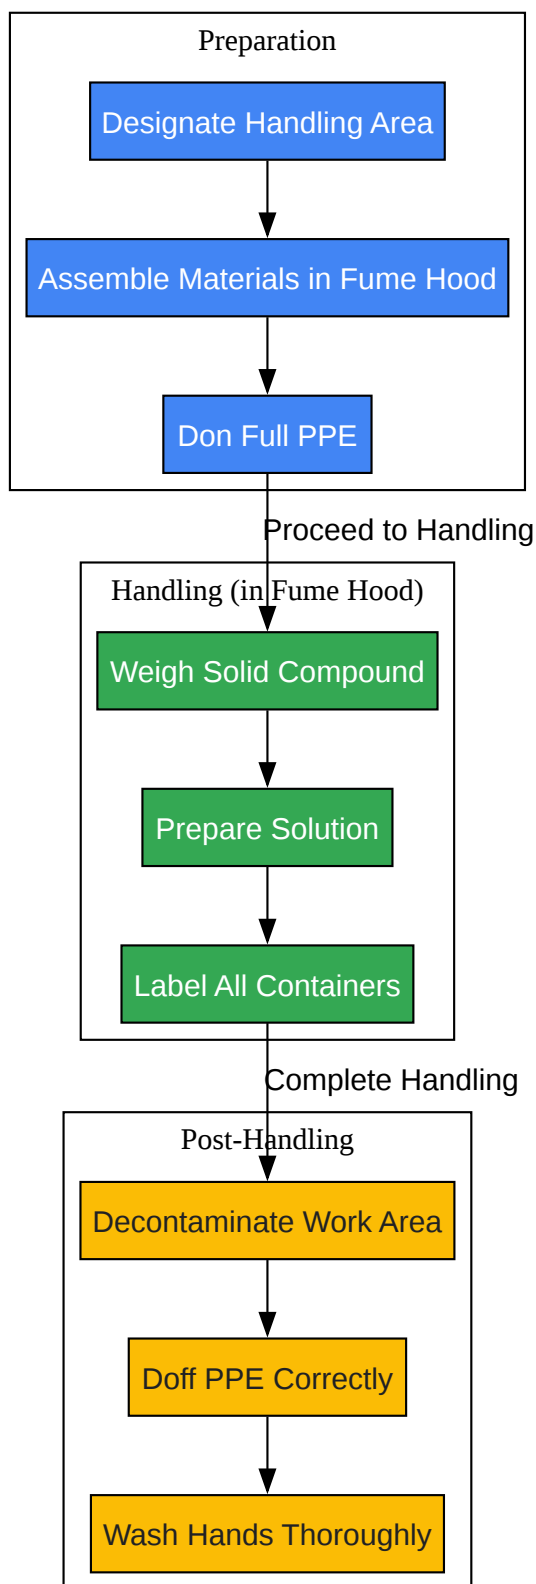 Preparation
Designate Handling Area
Assemble Materials in Fume Hood
Don Full PPE
Proceed to Handling
Handling (in Fume Hood)
Weigh Solid Compound
Prepare Solution
Label All Containers
Complete Handling
Post-Handling
Decontaminate Work Area
Doff PPE Correctly
Wash Hands Thoroughly